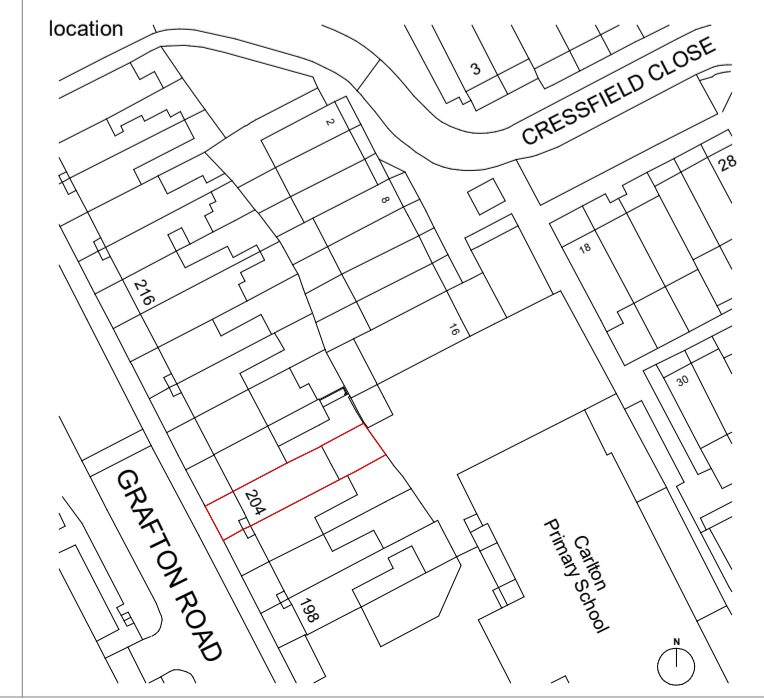 location
3
CRESSFIELD CLOSE
2
28
8
18
216
16
30
204
GRAFTON ROAD
Carlton
Primary School
198
N